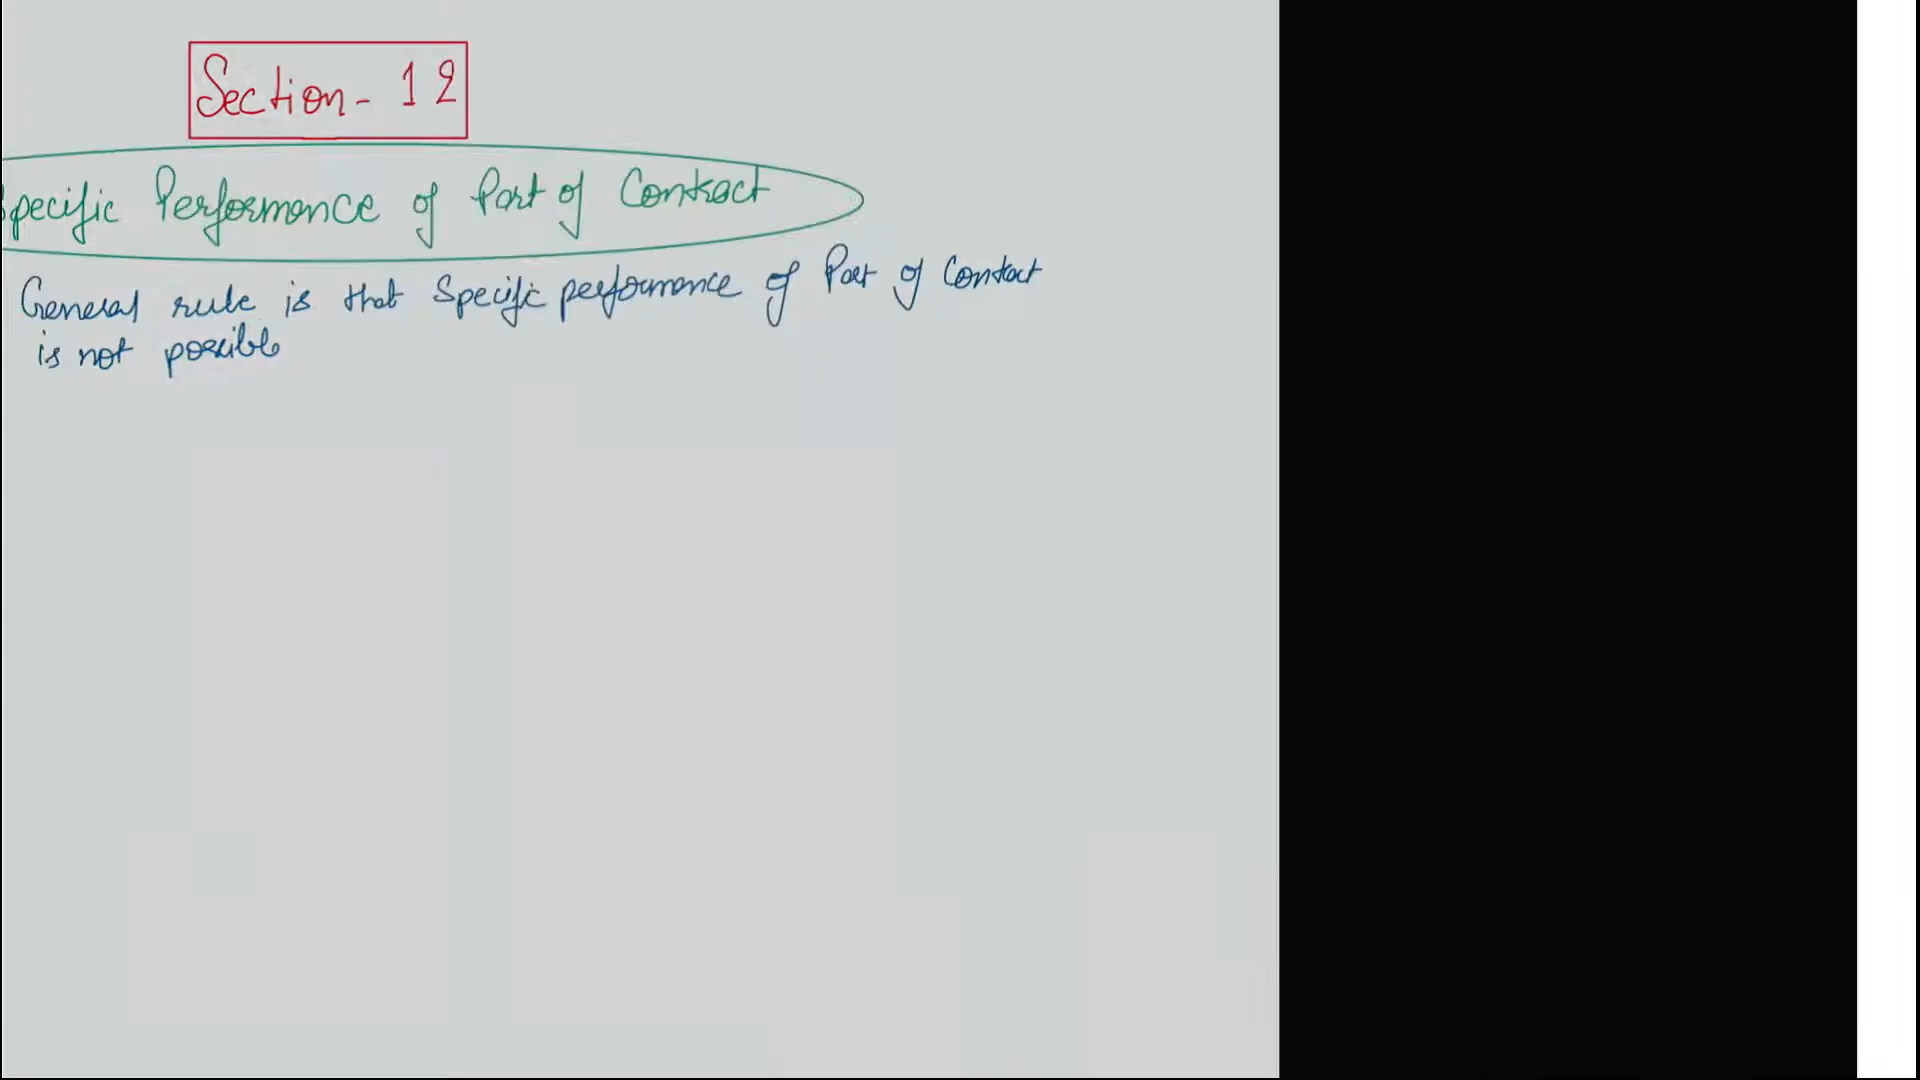 Section - 12
Specific Performance of Part of Contract
General rule is that Specific performance of Part of Contract
is not possible